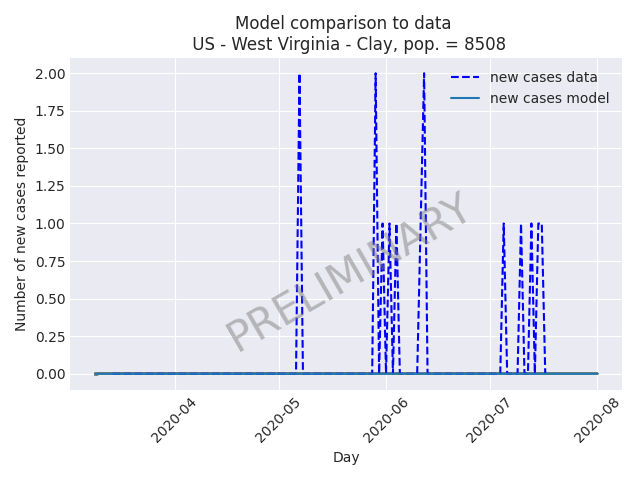 Model comparison to data
US - West Virginia - Clay, pop. = 8508
new cases data
new cases model
2.00
1.75
1.50
1.25
1.00
0.75
0.50
0.25
0.00
Number of new cases reported
PRELIMINARY
2020-04
2020-05
2020-06
2020-07
2020-08
Day